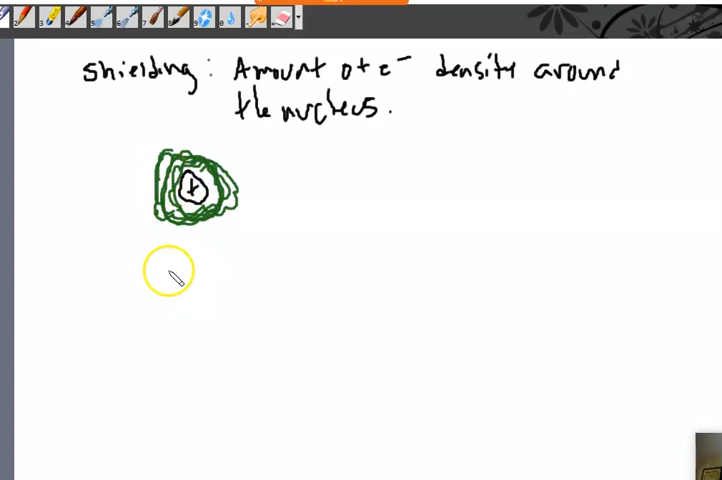 shielding: Amount of e⁻ density around
the nucleus.
+